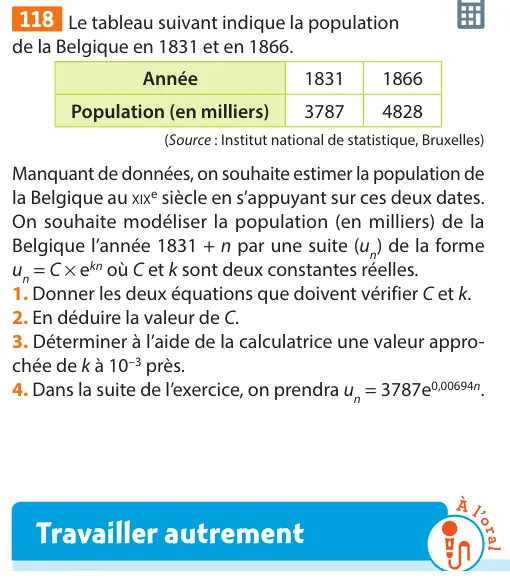 118 Le tableau suivant indique la population
de la Belgique en 1831 et en 1866.
Année 1831 1866
Population (en milliers) 3787 4828
(Source : Institut national de statistique, Bruxelles)
Manquant de données, on souhaite estimer la population de
la Belgique au XIXᵉ siècle en s’appuyant sur ces deux dates.
On souhaite modéliser la population (en milliers) de la
Belgique l’année 1831 + n par une suite (uₙ) de la forme
uₙ = C × eᵏⁿ où C et k sont deux constantes réelles.
1. Donner les deux équations que doivent vérifier C et k.
2. En déduire la valeur de C.
3. Déterminer à l’aide de la calculatrice une valeur appro-
chée de k à 10⁻³ près.
4. Dans la suite de l’exercice, on prendra uₙ = 3787e^0,00694n.
À l’oral
Travailler autrement